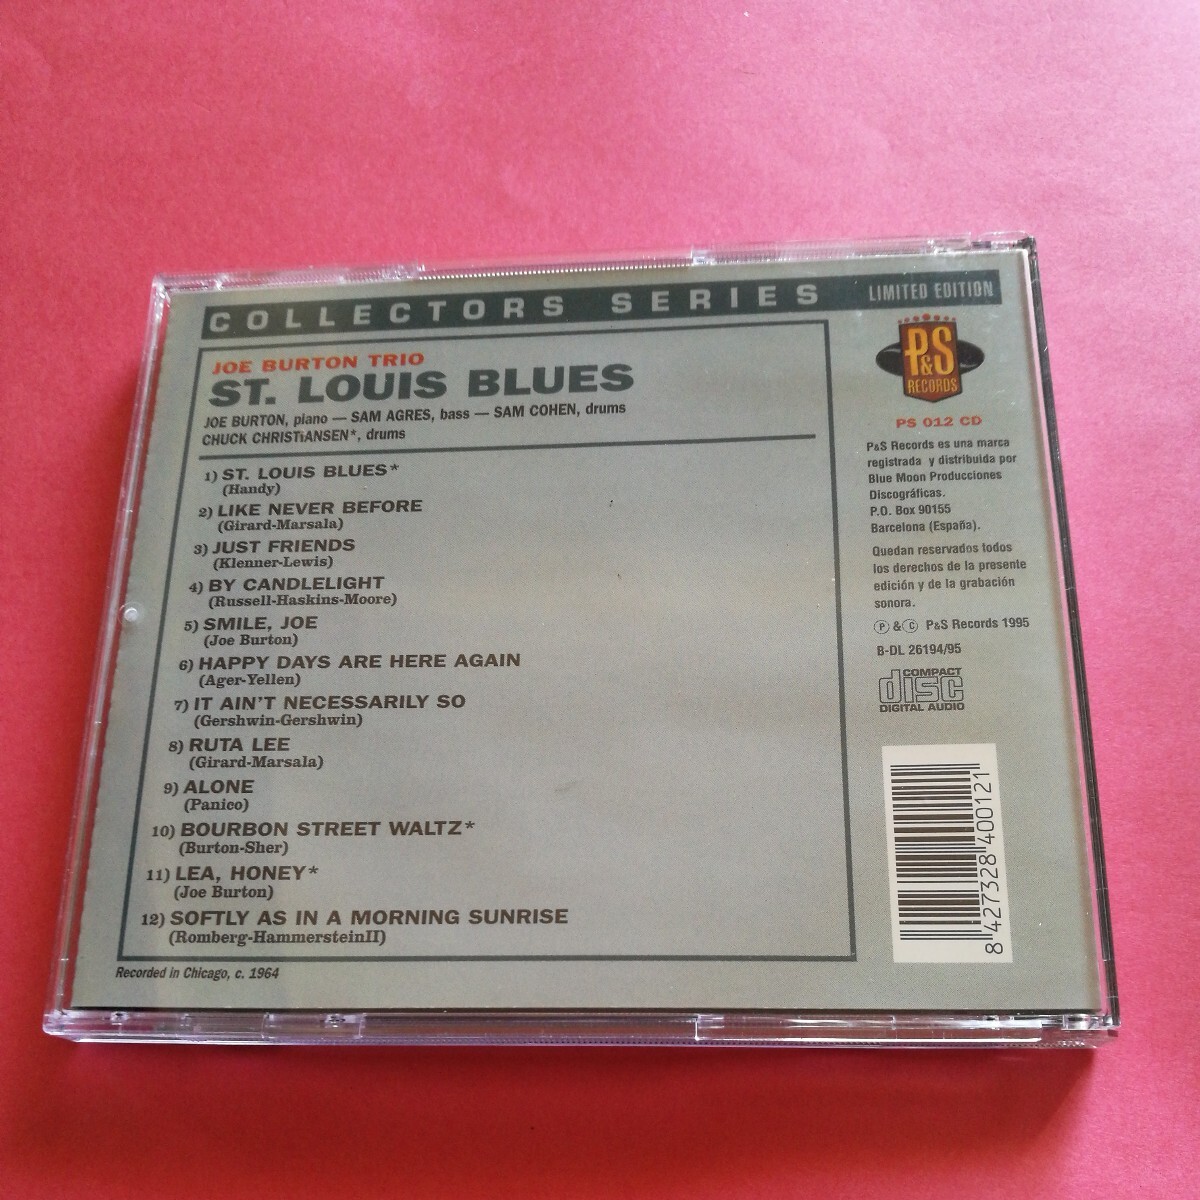 COLLECTORS SERIES
LIMITED EDITION
JOE BURTON TRIO
ST. LOUIS BLUES
JOE BURTON, piano — SAM AGRES, bass — SAM COHEN, drums
CHUCK CHRISTiANSEN*, drums
1) ST. LOUIS BLUES*
(Handy)
2) LIKE NEVER BEFORE
(Girard-Marsala)
3) JUST FRIENDS
(Klenner-Lewis)
4) BY CANDLELIGHT
(Russell-Haskins-Moore)
5) SMILE, JOE
(Joe Burton)
6) HAPPY DAYS ARE HERE AGAIN
(Ager-Yellen)
7) IT AIN'T NECESSARILY SO
(Gershwin-Gershwin)
8) RUTA LEE
(Girard-Marsala)
9) ALONE
(Panico)
10) BOURBON STREET WALTZ*
(Burton-Sher)
11) LEA, HONEY*
(Joe Burton)
12) SOFTLY AS IN A MORNING SUNRISE
(Romberg-HammersteinII)
Recorded in Chicago, c. 1964
P&S
RECORDS
PS 012 CD
P&S Records es una marca
registrada y distribuida por
Blue Moon Producciones
Discográficas.
P.O. Box 90155
Barcelona (España).
Quedan reservados todos
los derechos de la presente
edición y de la grabación
sonora.
Ⓟ & Ⓒ P&S Records 1995
B-DL 26194/95
COMPACT
disc
DIGITAL AUDIO
8 427328 400121